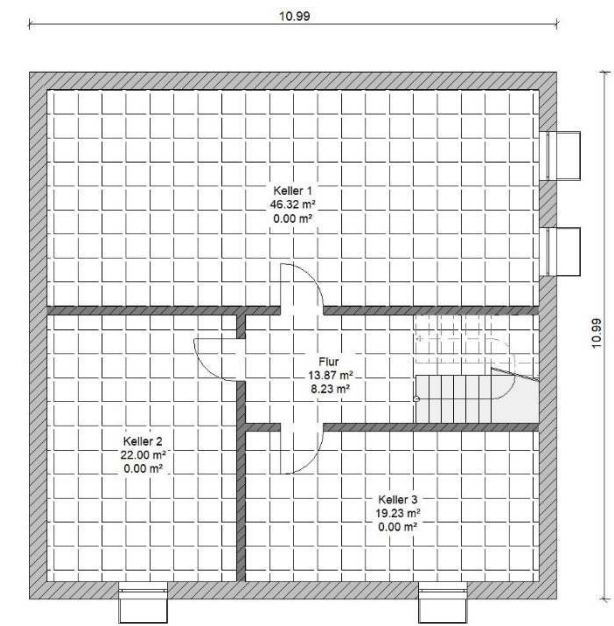 10.99
Keller 1
46.32 m²
0.00 m²
10.99
Flur
13.87 m²
8.23 m²
Keller 2
22.00 m²
0.00 m²
Keller 3
19.23 m²
0.00 m²